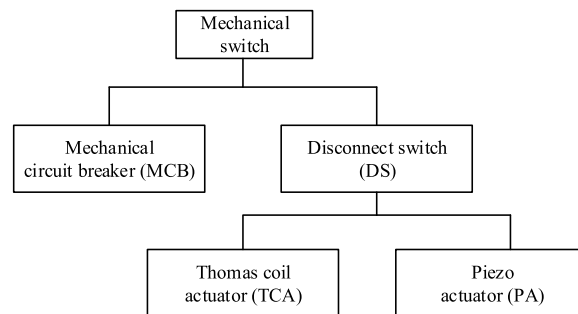 Mechanical
switch
Mechanical
circuit breaker (MCB)
Disconnect switch
(DS)
Thomas coil
actuator (TCA)
Piezo
actuator (PA)